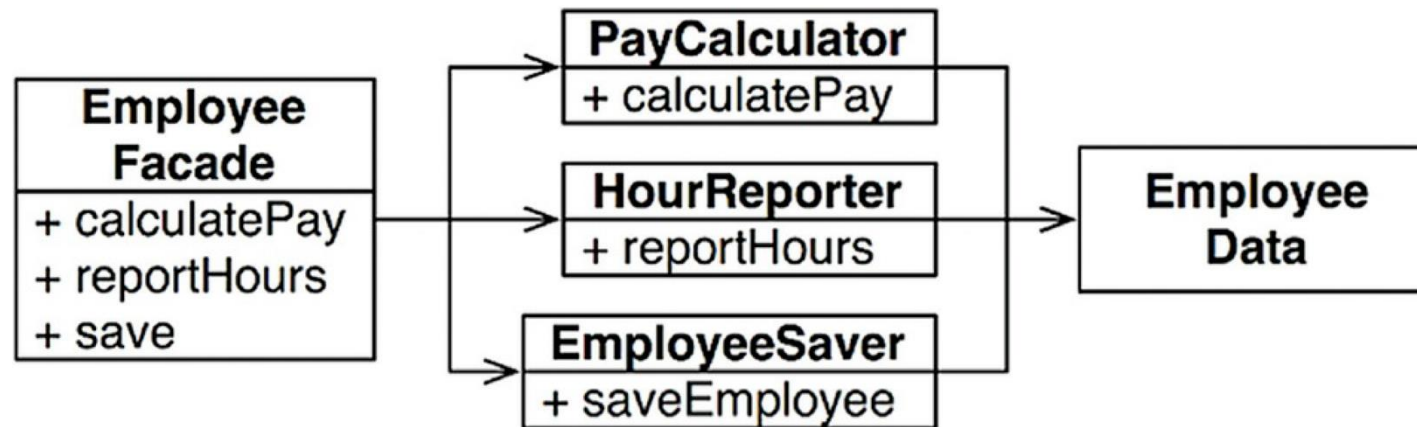 Employee
Facade
+ calculatePay
+ reportHours
+ save
PayCalculator
+ calculatePay
HourReporter
+ reportHours
EmployeeSaver
+ saveEmployee
Employee
Data